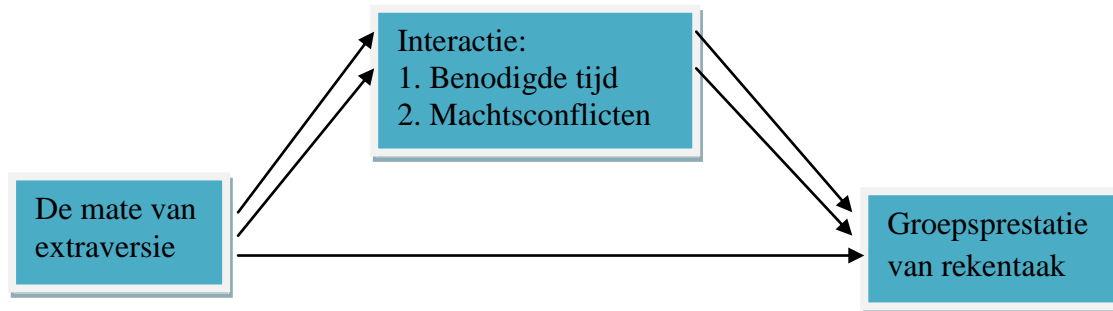 Interactie:
1. Benodigde tijd
2. Machtsconflicten
De mate van
extraversie
Groepsprestatie
van rekentaak